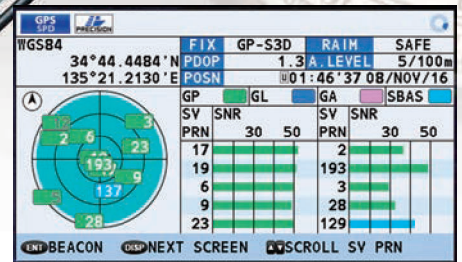 GPS
SPD
PRECISION
WGS84
FIX GP-S3D RAIM SAFE
34°44.4484'N PDOP 1.3 A.LEVEL 5/100m
135°21.2130'E POSN U01:46'37 08/NOV/16
GP GL GA SBAS
SV SNR SV SNR
PRN 30 50 PRN 30 50
17 2
19 193
6 3
9 28
23 129
3
2 6
23
193
9
137
28
ENT BEACON DISP NEXT SCREEN SCROLL SV PRN